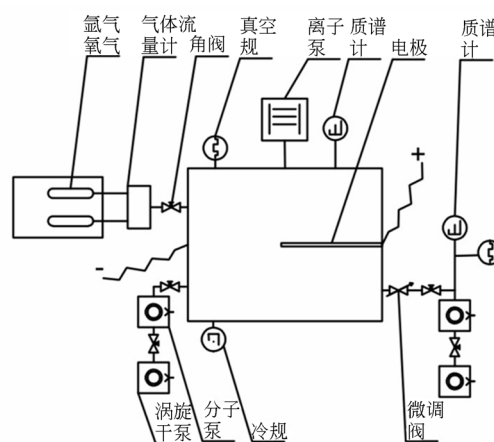 氩气
氧气
气体流
量计
角阀
真空
规
离子
泵
质谱
计
电极
质谱
计
+
-
涡旋
干泵
分子
泵
冷规
微调
阀